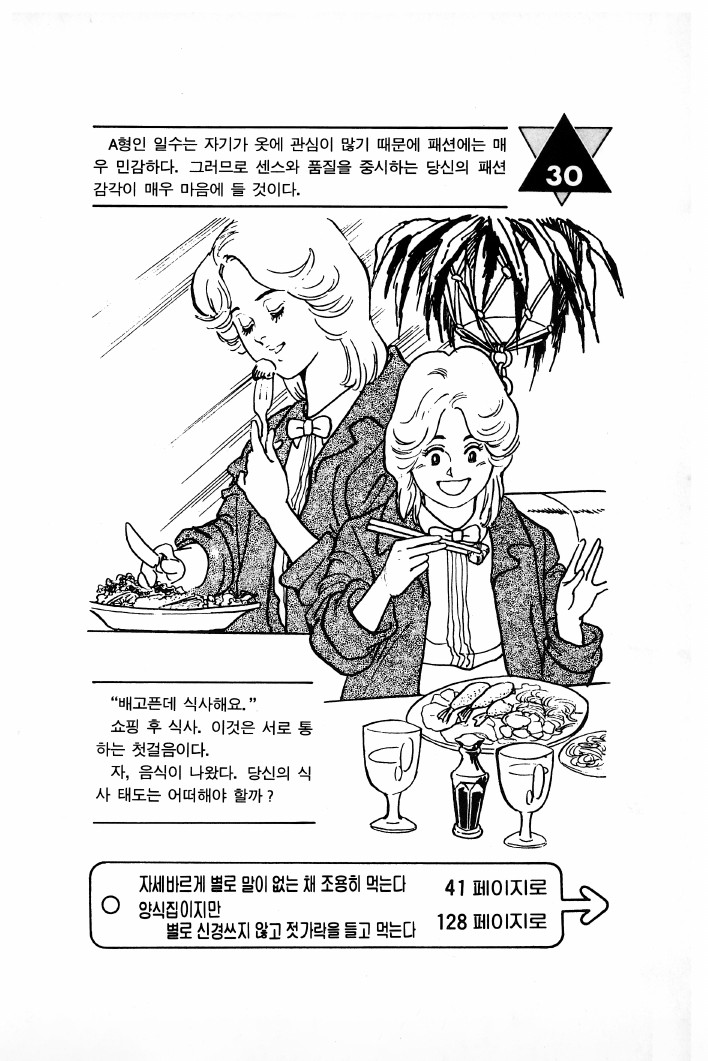 A형인 일수는 자기가 옷에 관심이 많기 때문에 패션에는 매
우 민감하다. 그러므로 센스와 품질을 중시하는 당신의 패션
감각이 매우 마음에 들 것이다.
30
“배고픈데 식사해요.”
쇼핑 후 식사. 이것은 서로 통
하는 첫걸음이다.
자, 음식이 나왔다. 당신의 식
사 태도는 어떠해야 할까?
자세바르게 별로 말이 없는 채 조용히 먹는다 41 페이지로
양식집이지만
별로 신경쓰지 않고 젓가락을 들고 먹는다 128 페이지로